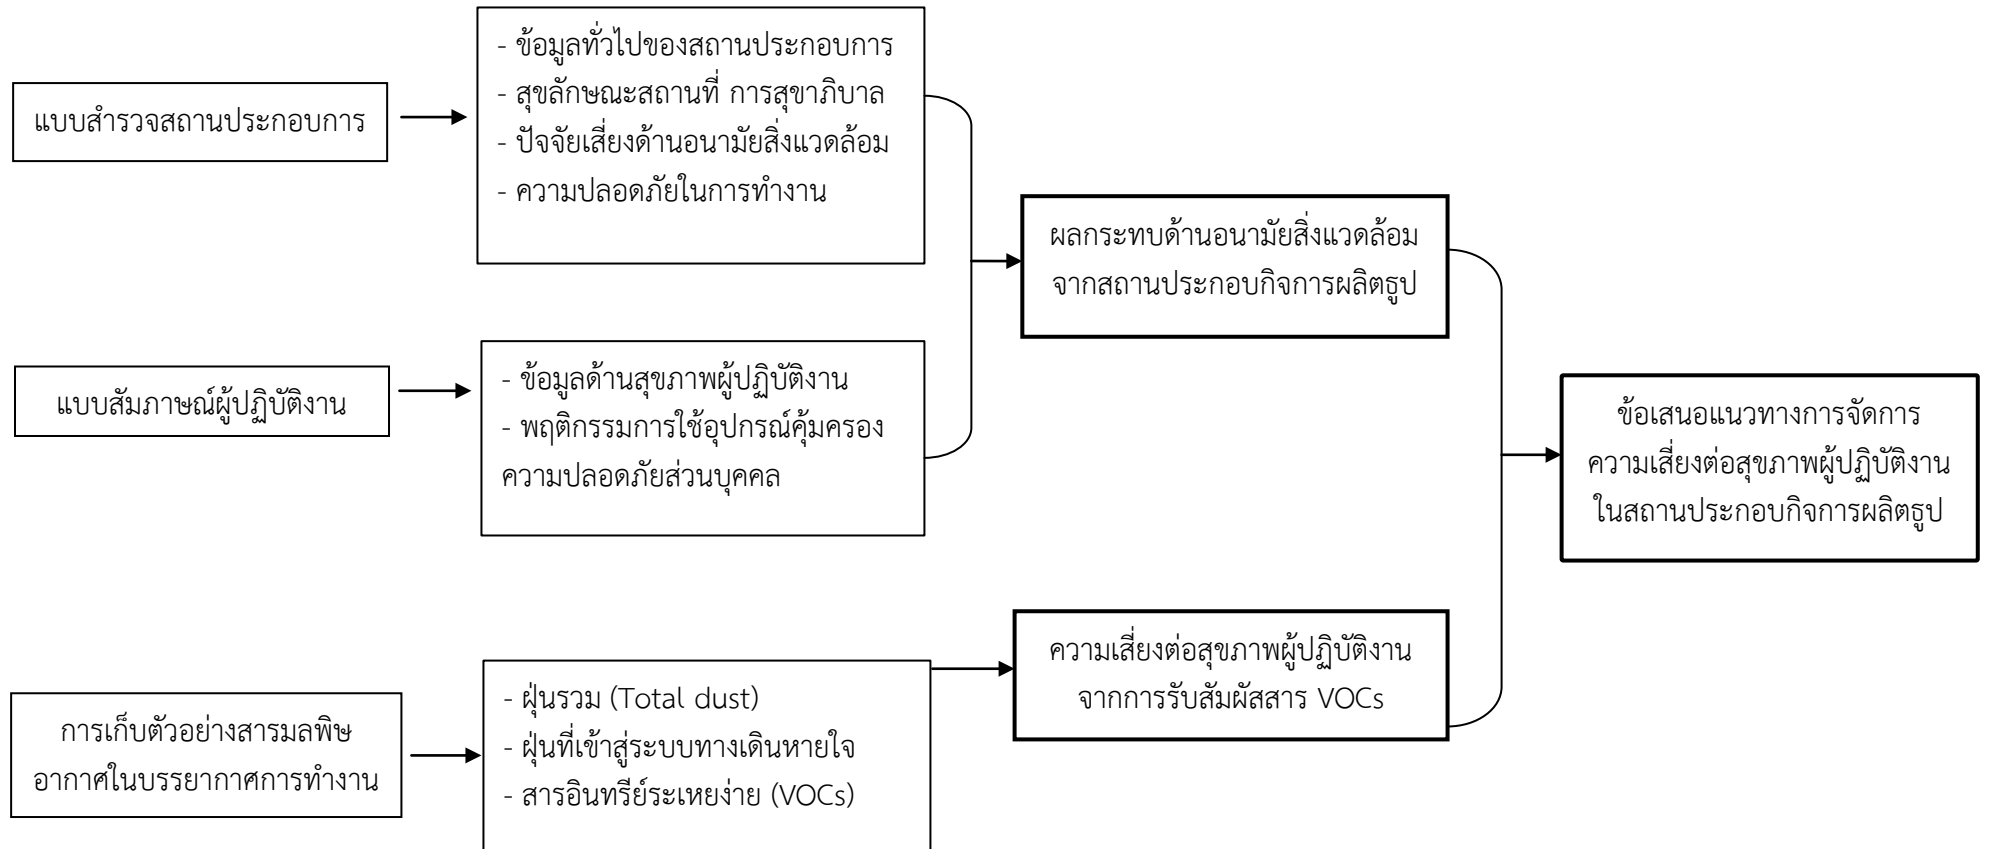 แบบสำรวจสถานประกอบการ
- ข้อมูลทั่วไปของสถานประกอบการ
- สุขลักษณะสถานที่ การสุขาภิบาล
- ปัจจัยเสี่ยงด้านอนามัยสิ่งแวดล้อม
- ความปลอดภัยในการทำงาน
แบบสัมภาษณ์ผู้ปฏิบัติงาน
- ข้อมูลด้านสุขภาพผู้ปฏิบัติงาน
- พฤติกรรมการใช้อุปกรณ์คุ้มครอง
ความปลอดภัยส่วนบุคคล
การเก็บตัวอย่างสารมลพิษ
อากาศในบรรยากาศการทำงาน
- ฝุ่นรวม (Total dust)
- ฝุ่นที่เข้าสู่ระบบทางเดินหายใจ
- สารอินทรีย์ระเหยง่าย (VOCs)
ผลกระทบด้านอนามัยสิ่งแวดล้อม
จากสถานประกอบกิจการผลิตธูป
ความเสี่ยงต่อสุขภาพผู้ปฏิบัติงาน
จากการรับสัมผัสสาร VOCs
ข้อเสนอแนวทางการจัดการ
ความเสี่ยงต่อสุขภาพผู้ปฏิบัติงาน
ในสถานประกอบกิจการผลิตธูป